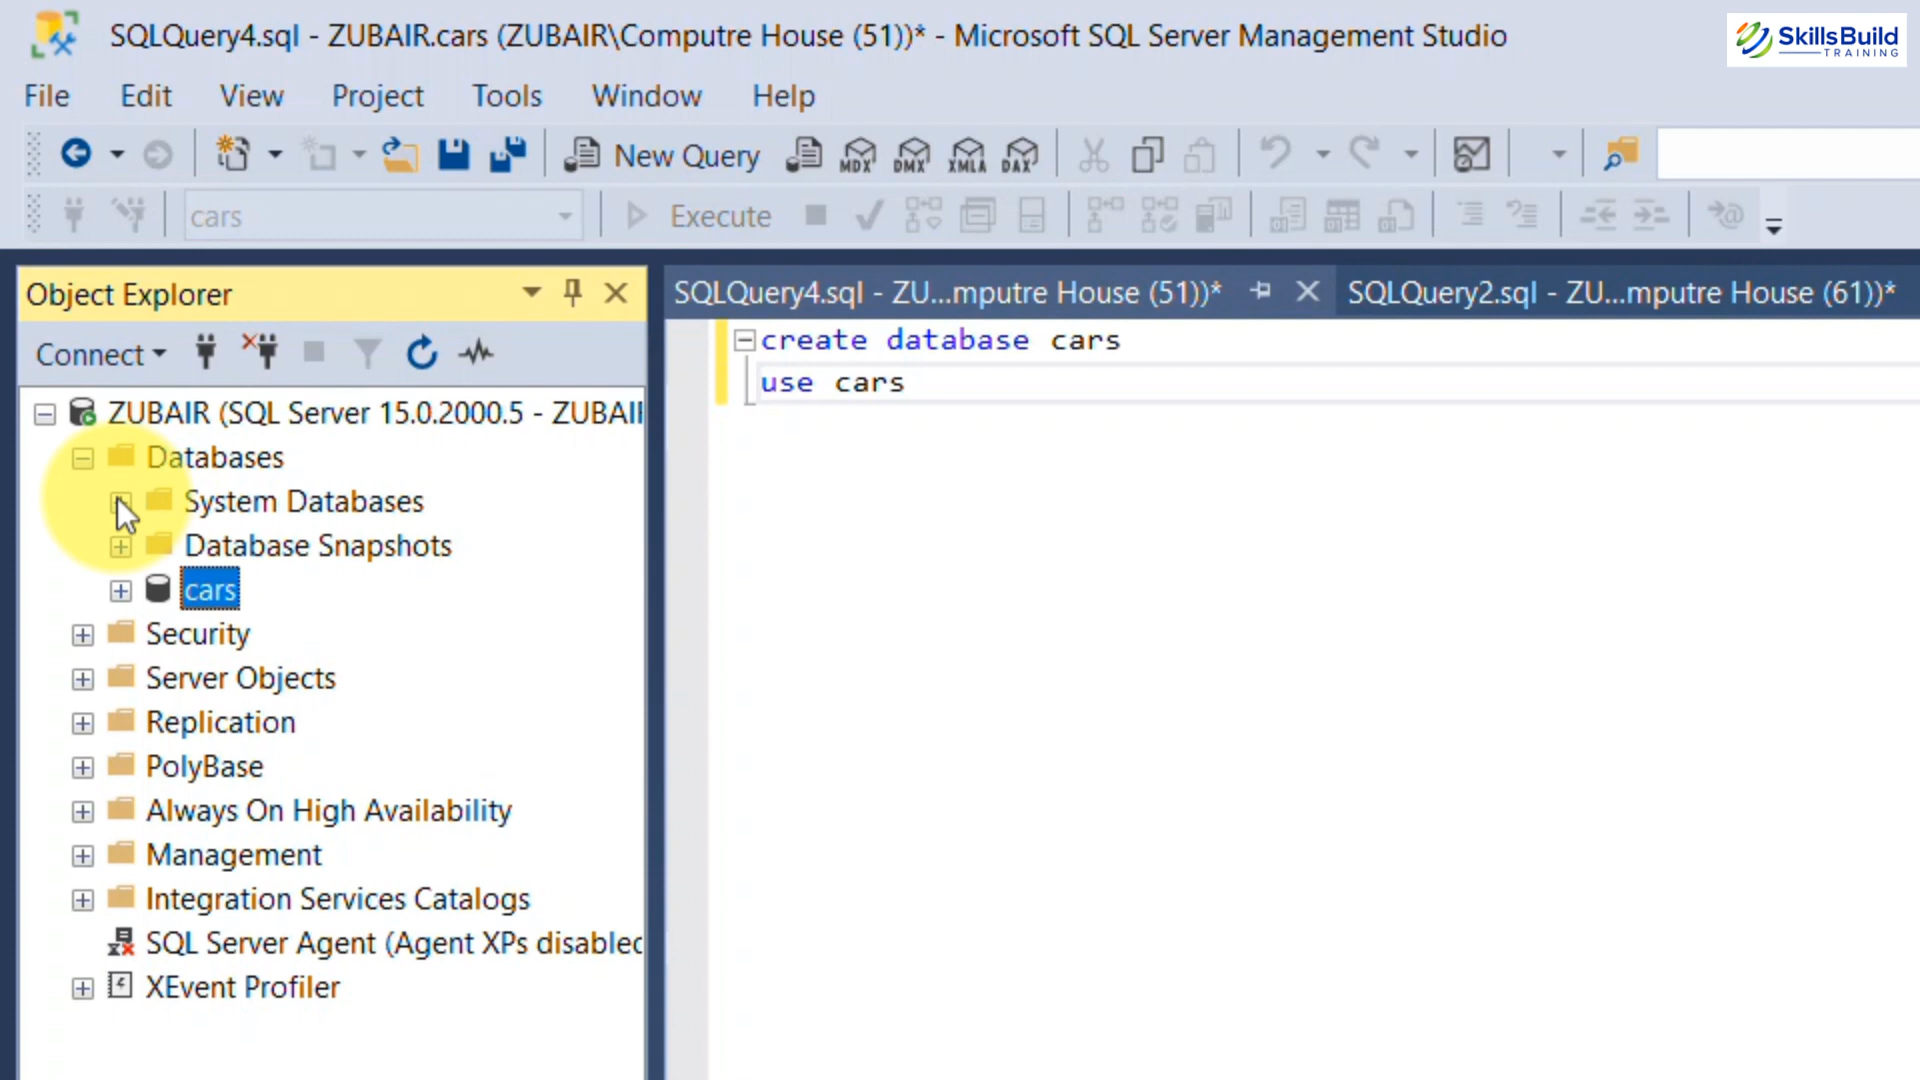 SQLQuery4.sql - ZUBAIR.cars (ZUBAIR\Computre House (51))* - Microsoft SQL Server Management Studio
SkillsBuild
TRAINING
File Edit View Project Tools Window Help
New Query MDX DMX XMLA DAX
cars Execute
Object Explorer
SQLQuery4.sql - ZU...mputre House (51))* SQLQuery2.sql - ZU...mputre House (61))*
Connect
create database cars
use cars
ZUBAIR (SQL Server 15.0.2000.5 - ZUBAIR
Databases
System Databases
Database Snapshots
cars
Security
Server Objects
Replication
PolyBase
Always On High Availability
Management
Integration Services Catalogs
SQL Server Agent (Agent XPs disabled
XEvent Profiler